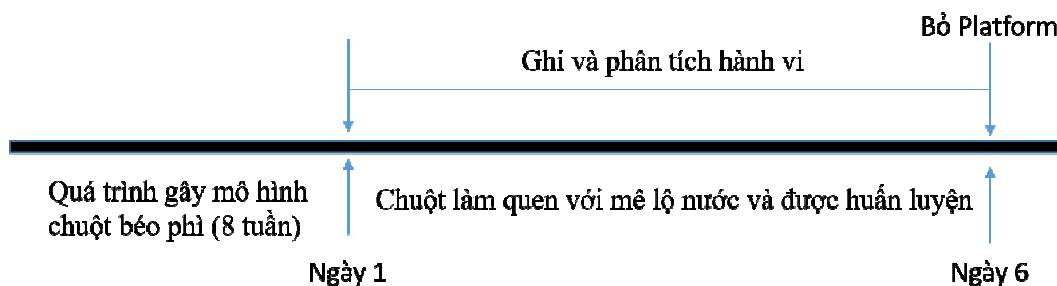 Bỏ Platform
Ghi và phân tích hành vi
Quá trình gây mô hình
chuột béo phì (8 tuần)
Chuột làm quen với mê lộ nước và được huấn luyện
Ngày 1
Ngày 6